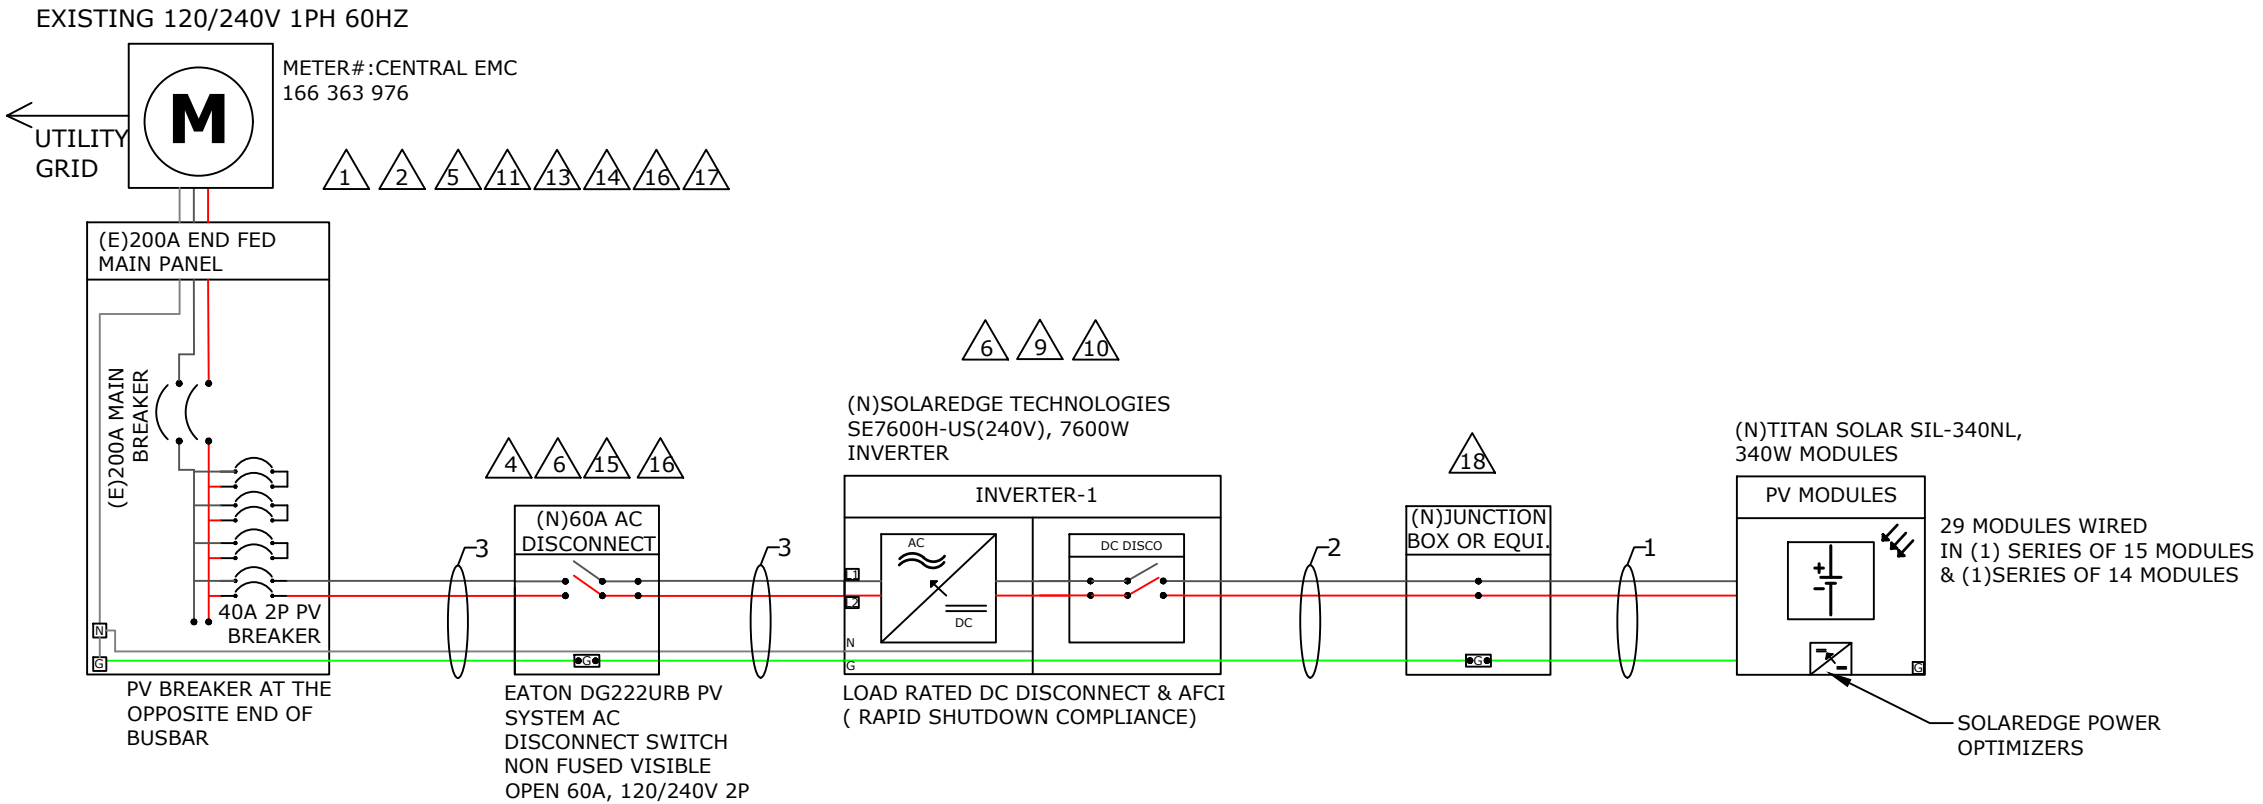 EXISTING 120/240V 1PH 60HZ
METER#:CENTRAL EMC
166 363 976
M
UTILITY
GRID
1 2 5 11 13 14 16 17
(E)200A END FED
MAIN PANEL
(E)200A MAIN
BREAKER
40A 2P PV
BREAKER
N
G
PV BREAKER AT THE
OPPOSITE END OF
BUSBAR
3
4 6 15 16
(N)60A AC
DISCONNECT
G
EATON DG222URB PV
SYSTEM AC
DISCONNECT SWITCH
NON FUSED VISIBLE
OPEN 60A, 120/240V 2P
3
6 9 10
(N)SOLAREDGE TECHNOLOGIES
SE7600H-US(240V), 7600W
INVERTER
INVERTER-1
AC
DC
DC DISCO
L1
L2
N
G
LOAD RATED DC DISCONNECT & AFCI
( RAPID SHUTDOWN COMPLIANCE)
2
18
(N)JUNCTION
BOX OR EQUI.
G
1
(N)TITAN SOLAR SIL-340NL,
340W MODULES
PV MODULES
G
29 MODULES WIRED
IN (1) SERIES OF 15 MODULES
& (1)SERIES OF 14 MODULES
SOLAREDGE POWER
OPTIMIZERS